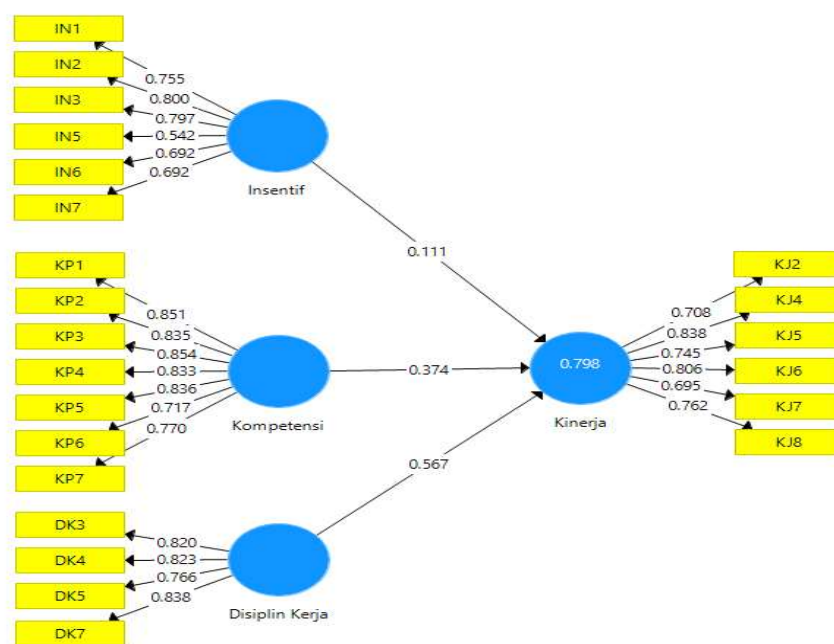 IN1
IN2
IN3
IN5
IN6
IN7
0.755
0.800
0.797
0.542
0.692
0.692
Insentif
0.111
KP1
KP2
KP3
KP4
KP5
KP6
KP7
0.851
0.835
0.854
0.833
0.836
0.717
0.770
Kompetensi
0.374
DK3
DK4
DK5
DK7
0.820
0.823
0.766
0.838
Disiplin Kerja
0.567
0.798
Kinerja
0.708
0.838
0.745
0.806
0.695
0.762
KJ2
KJ4
KJ5
KJ6
KJ7
KJ8